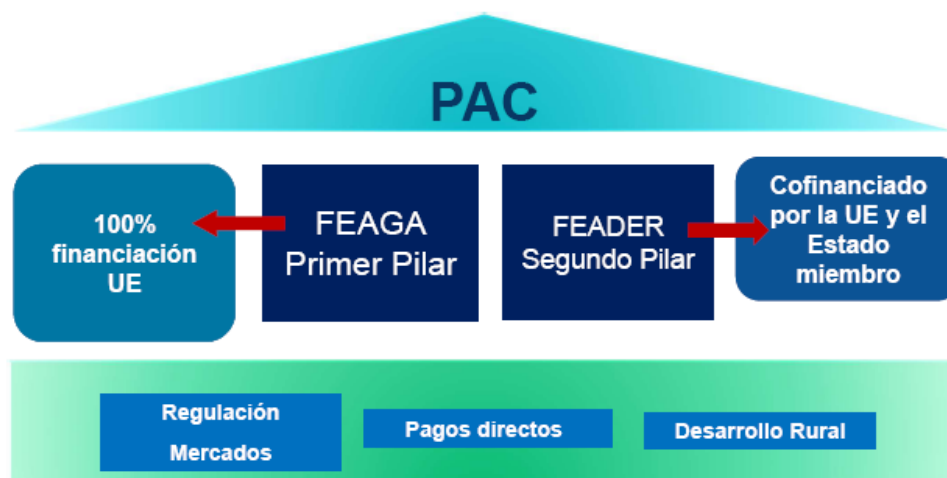 PAC
100%
financiación
UE
FEAGA
Primer Pilar
FEADER
Segundo Pilar
Cofinanciado
por la UE y el
Estado
miembro
Regulación
Mercados
Pagos directos
Desarrollo Rural